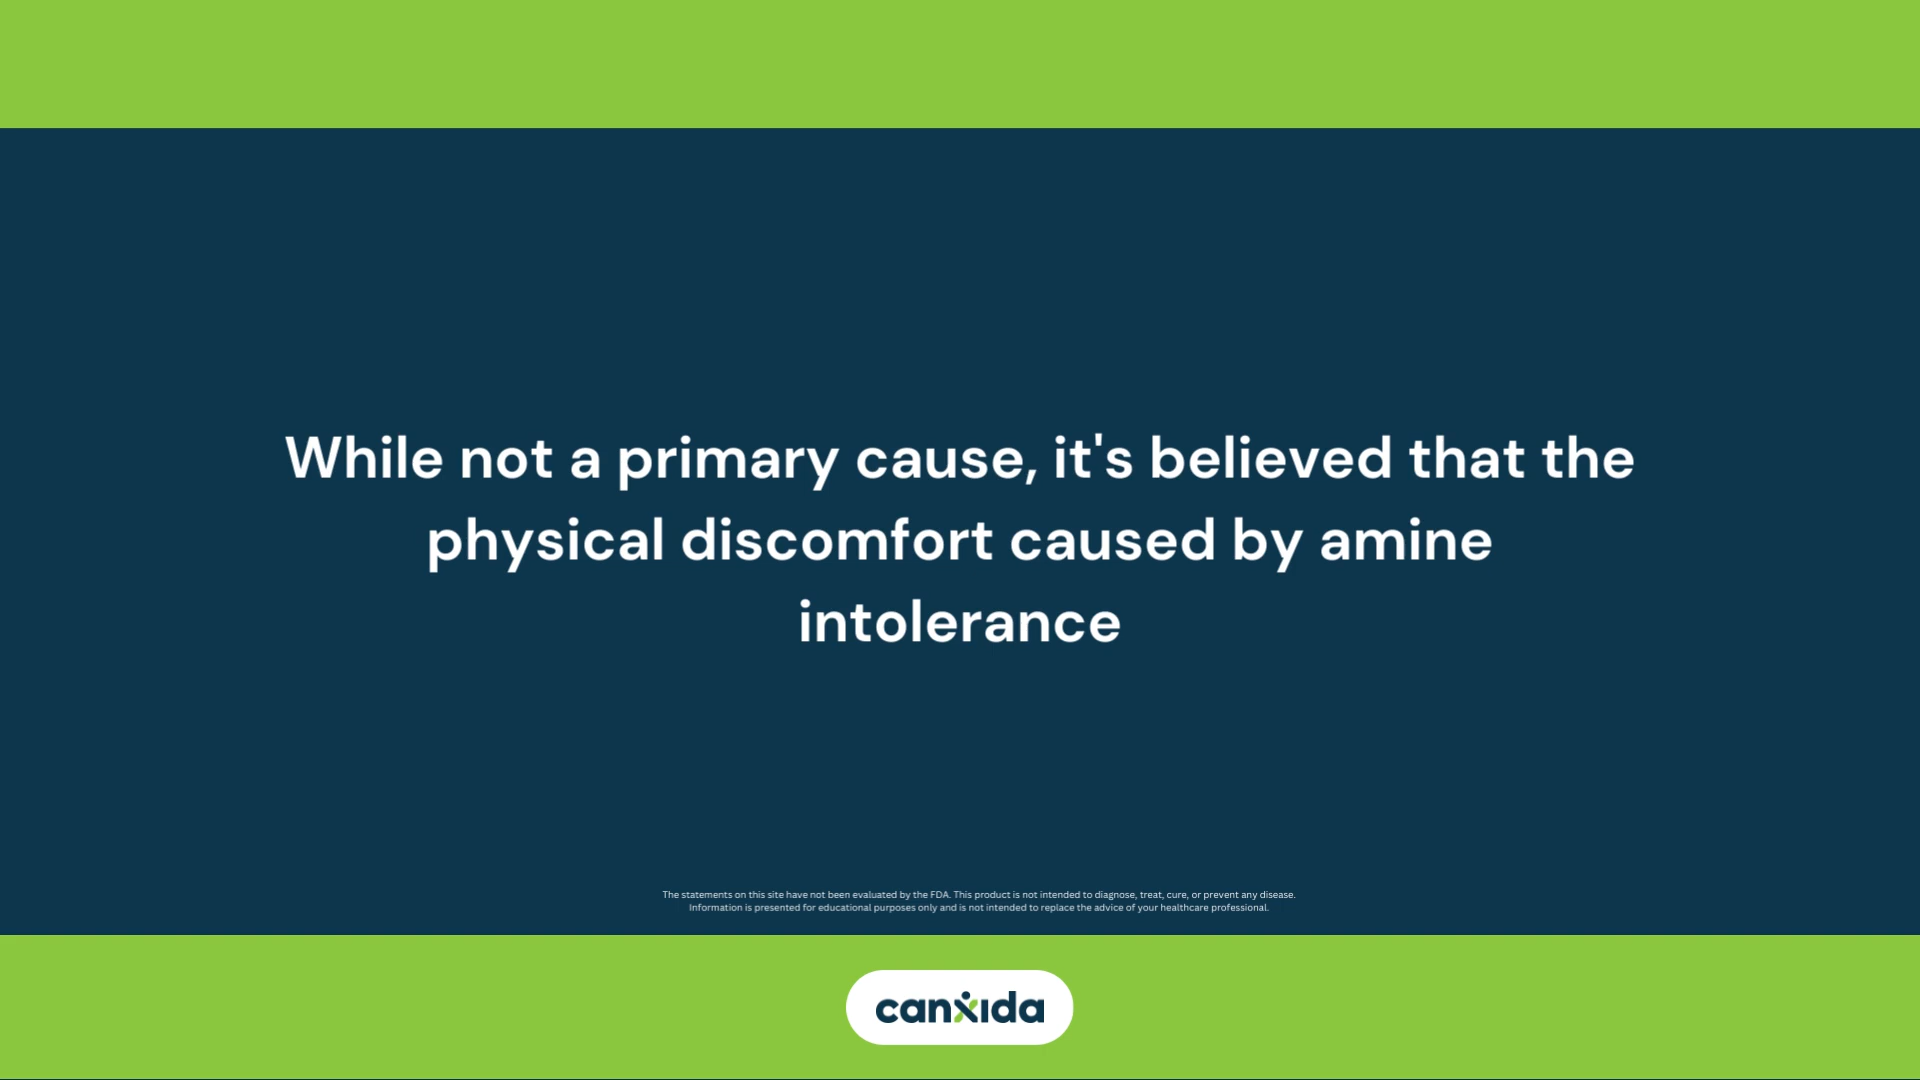 While not a primary cause, it's believed that the
physical discomfort caused by amine
intolerance
The statements on this site have not been evaluated by the FDA. This product is not intended to diagnose, treat, cure, or prevent any disease.
Information is presented for educational purposes only and is not intended to replace the advice of your healthcare professional.
canxida